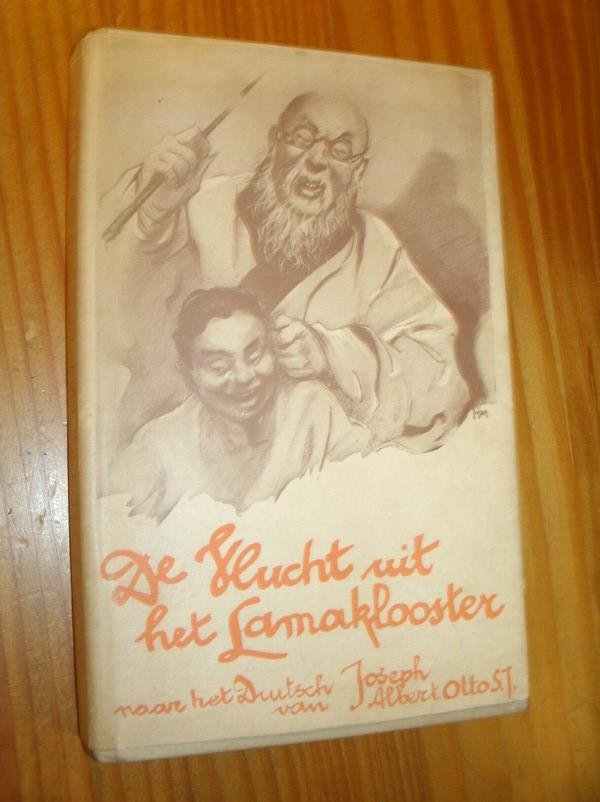 De Vlucht uit
het Lamaklooster
naar het Duitsch
van
Joseph
Albert Otto S.J.